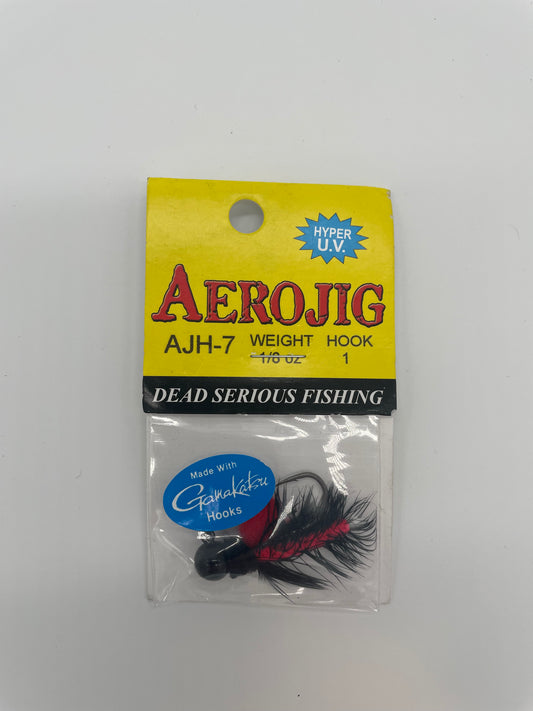 HYPER
U.V.
AEROJIG
AJH-7 WEIGHT HOOK
1/8 oz 1
DEAD SERIOUS FISHING
Made With
Gamakatsu
Hooks